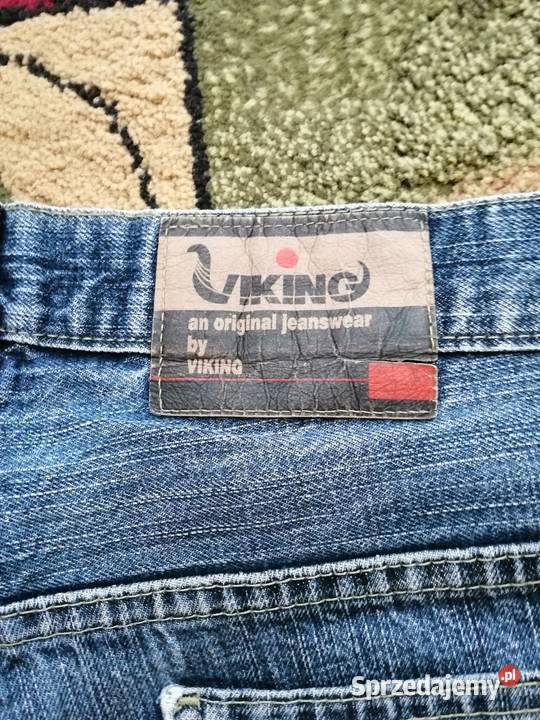 VIKING
an original jeanswear
by
VIKING
Sprzedajemy.pl